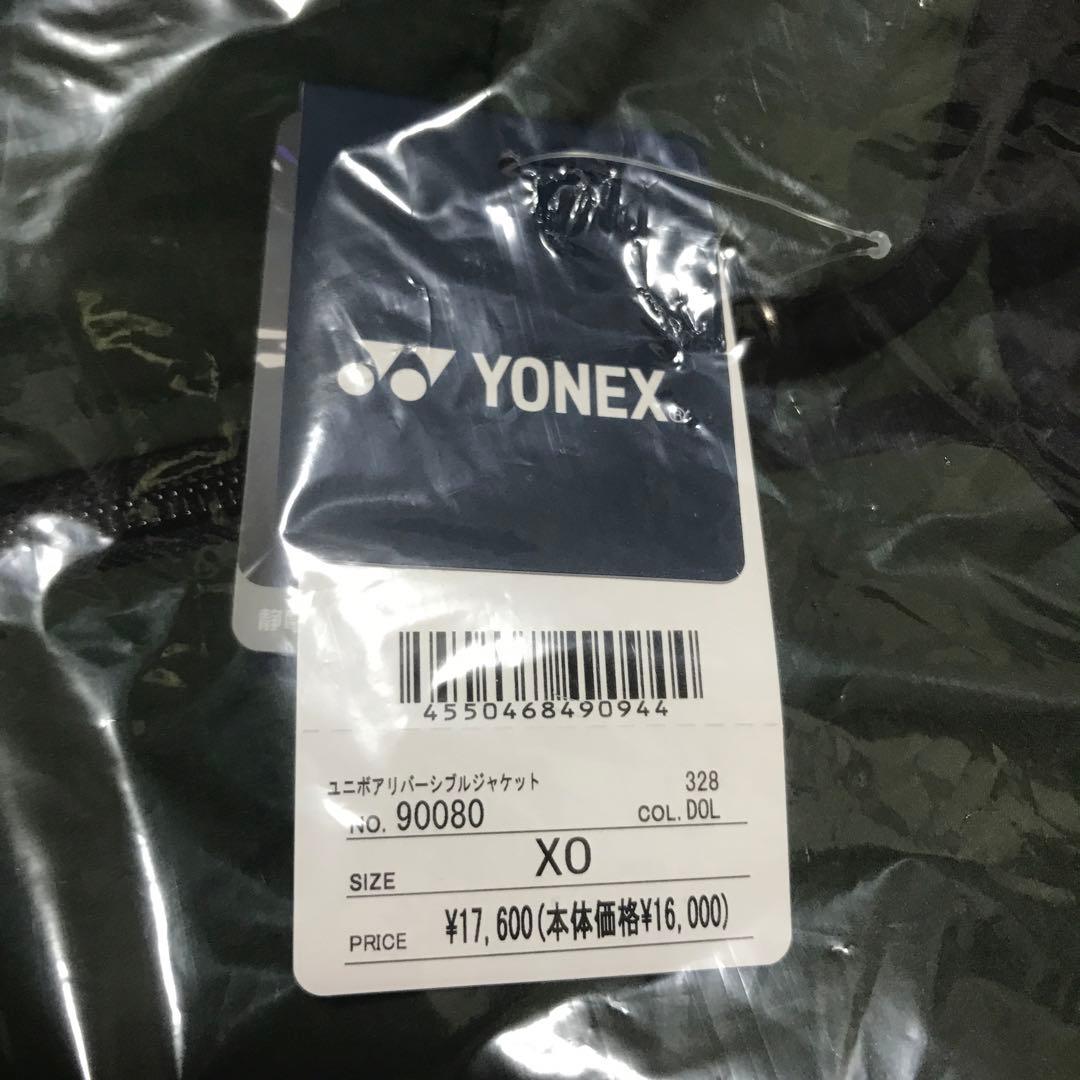 YONEX
静
4550468490944
ユニボアリバーシブルジャケット 328
NO. 90080 COL. DOL
SIZE XO
PRICE ¥17,600(本体価格¥16,000)